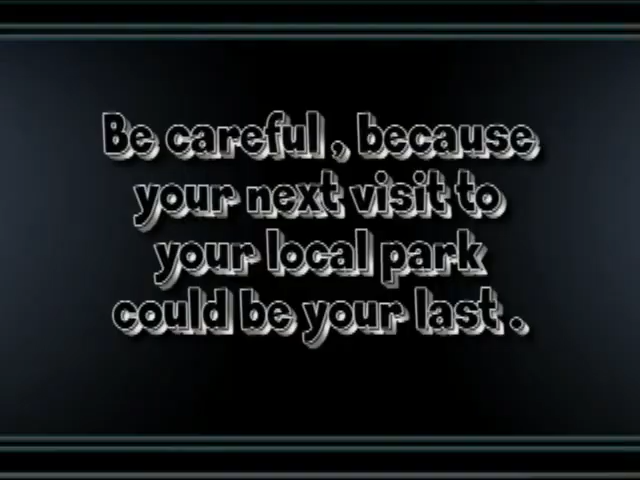 Be careful, because
your next visit to
your local park
could be your last.